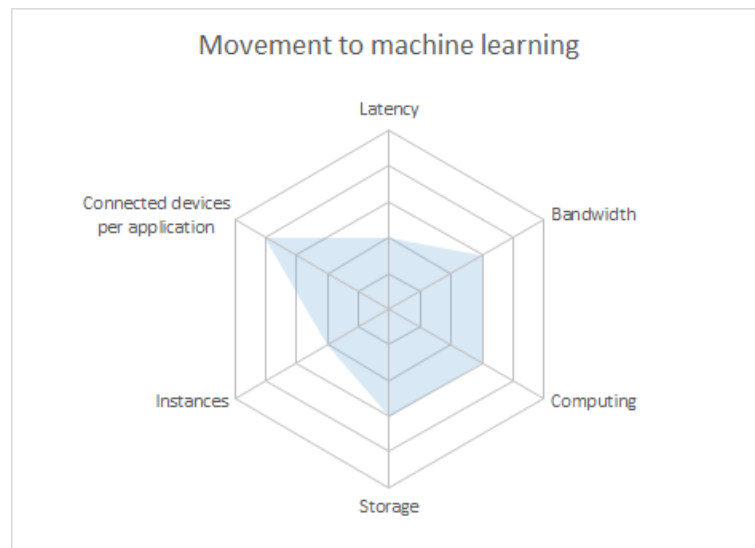 Movement to machine learning
Latency
Connected devices
per application
Bandwidth
Instances
Computing
Storage